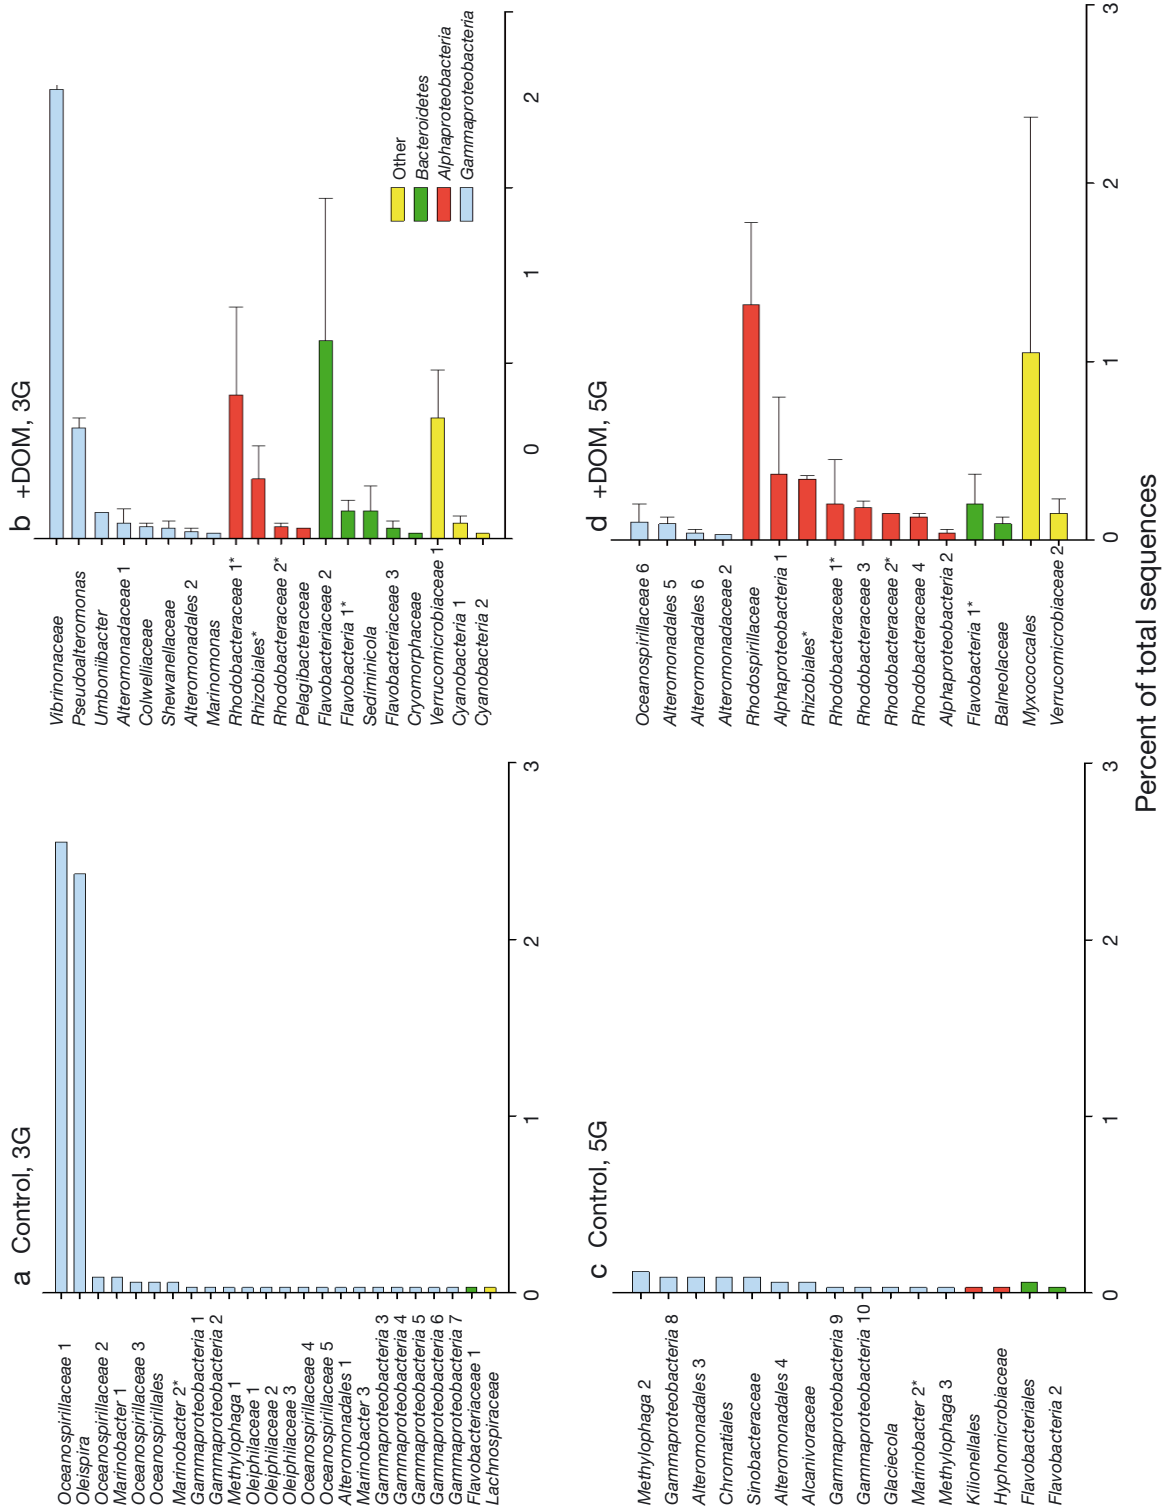 a Control, 3G
Oceanospirillaceae 1
Oleispira
Oceanospirillaceae 2
Marinobacter 1
Oceanospirillaceae 3
Oceanospirillales
Marinobacter 2*
Gammaproteobacteria 1
Gammaproteobacteria 2
Methylophaga 1
Oleiphilaceae 1
Oleiphilaceae 2
Oleiphilaceae 3
Oceanospirillaceae 4
Oceanospirillaceae 5
Alteromonadales 1
Marinobacter 3
Gammaproteobacteria 3
Gammaproteobacteria 4
Gammaproteobacteria 5
Gammaproteobacteria 6
Gammaproteobacteria 7
Flavobacteriaceae 1
Lachnospiraceae
0 1 2 3
b +DOM, 3G
Vibrinonaceae
Pseudoalteromonas
Umboniibacter
Alteromonadaceae 1
Colwelliaceae
Shewanellaceae
Alteromonadales 2
Marinomonas
Rhodobacteraceae 1*
Rhizobiales*
Rhodobacteraceae 2*
Pelagibacteraceae
Flavobacteriaceae 2
Flavobacteria 1*
Sediminicola
Flavobacteriaceae 3
Cryomorphaceae
Verrucomicrobiaceae 1
Cyanobacteria 1
Cyanobacteria 2
0 1 2
Other
Bacteroidetes
Alphaproteobacteria
Gammaproteobacteria
c Control, 5G
Methylophaga 2
Gammaproteobacteria 8
Alteromonadales 3
Chromatiales
Sinobacteraceae
Alteromonadales 4
Alcanivoraceae
Gammaproteobacteria 9
Gammaproteobacteria 10
Glaciecola
Marinobacter 2*
Methylophaga 3
Kilionellales
Hyphomicrobiaceae
Flavobacteriales
Flavobacteria 2
0 1 2 3
d +DOM, 5G
Oceanospirillaceae 6
Alteromonadales 5
Alteromonadales 6
Alteromonadaceae 2
Rhodospirillaceae
Alphaproteobacteria 1
Rhizobiales*
Rhodobacteraceae 1*
Rhodobacteraceae 3
Rhodobacteraceae 2*
Rhodobacteraceae 4
Alphaproteobacteria 2
Flavobacteria 1*
Balneolaceae
Myxococcales
Verrucomicrobiaceae 2
0 1 2 3
Percent of total sequences